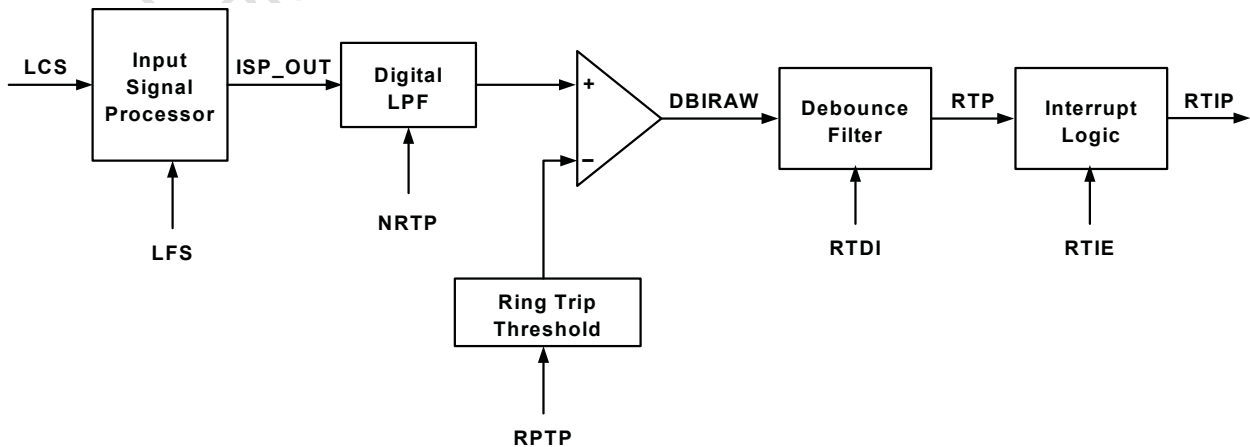 LCS
Input
Signal
Processor
ISP_OUT
Digital
LPF
+
−
DBIRAW
Debounce
Filter
RTP
Interrupt
Logic
RTIP
LFS
NRTP
RTDI
RTIE
Ring Trip
Threshold
RPTP